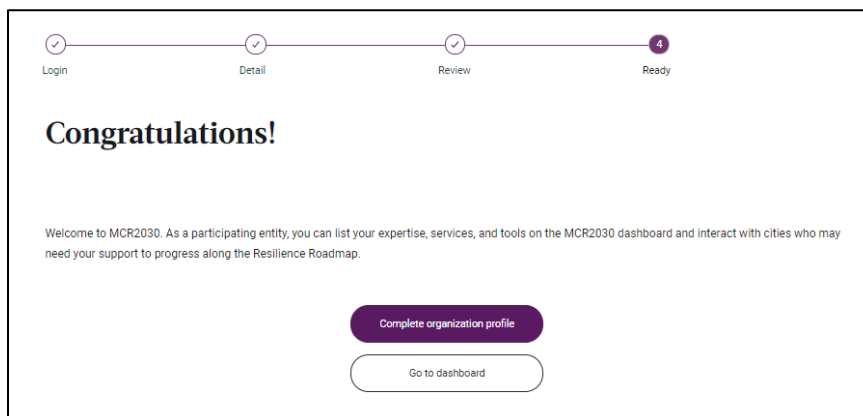 4
Login Detail Review Ready
Congratulations!
Welcome to MCR2030. As a participating entity, you can list your expertise, services, and tools on the MCR2030 dashboard and interact with cities who may
need your support to progress along the Resilience Roadmap.
Complete organization profile
Go to dashboard